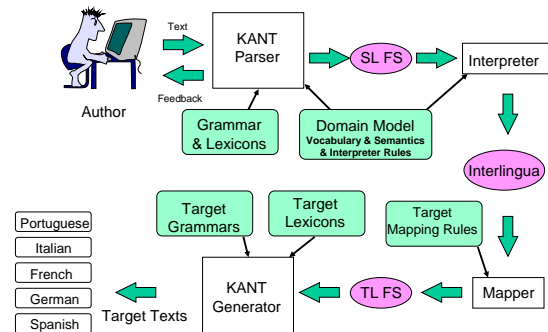 Text
KANT
Parser
SL FS
Interpreter
Author
Feedback
Grammar
& Lexicons
Domain Model
Vocabulary & Semantics
& Interpreter Rules
Interlingua
Portuguese
Italian
French
German
Spanish
Target
Grammars
Target
Lexicons
Target
Mapping Rules
Target Texts
KANT
Generator
TL FS
Mapper